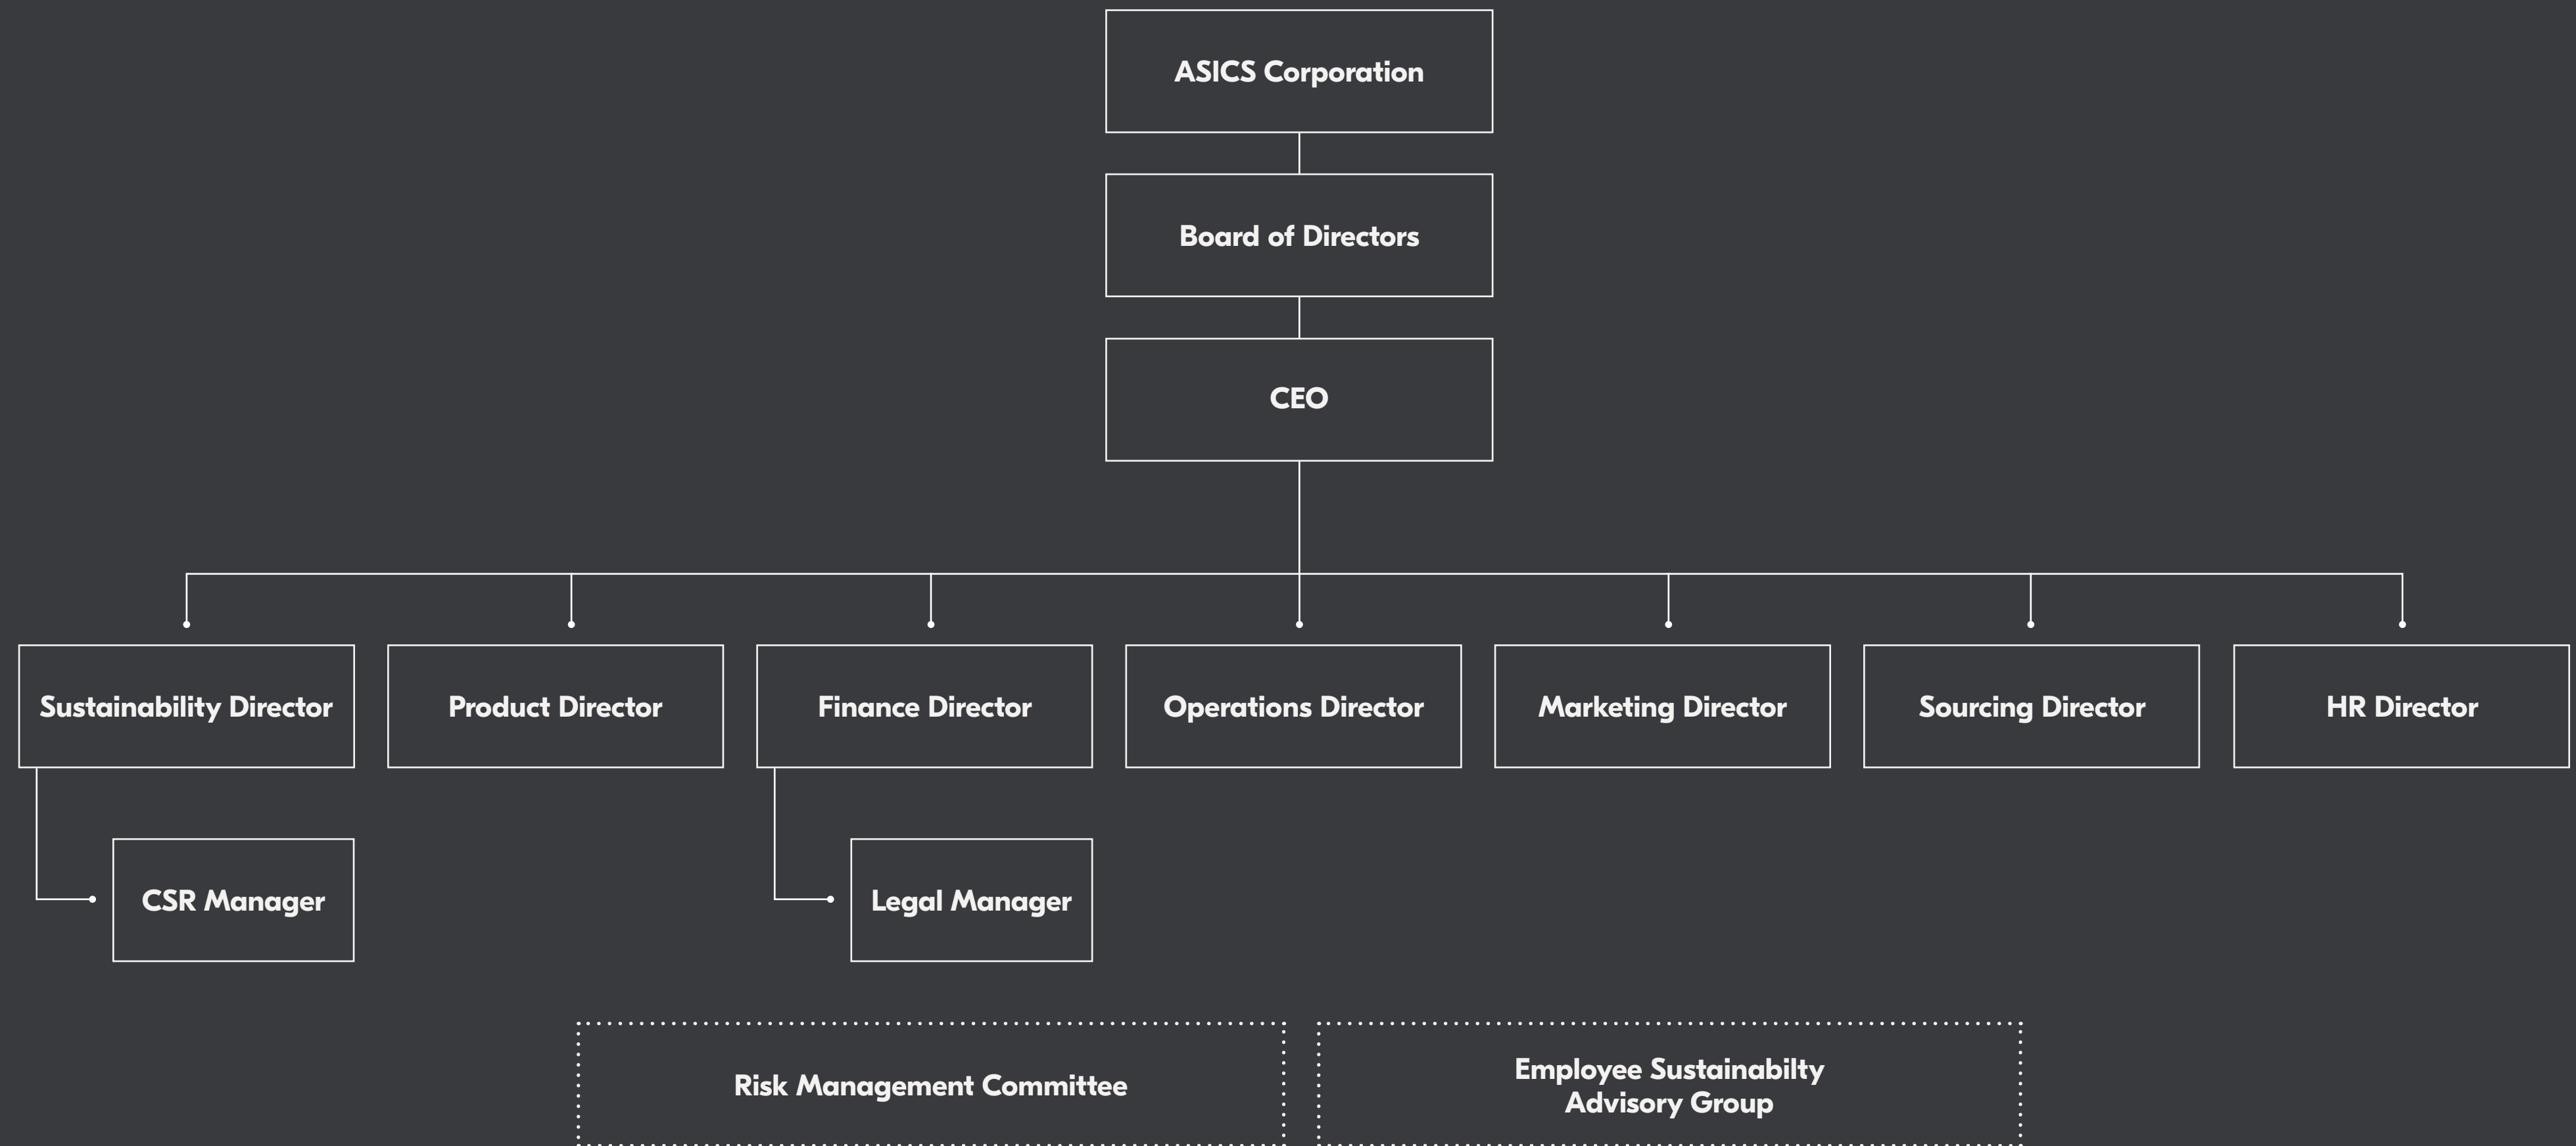 ASICS Corporation
Board of Directors
CEO
Sustainability Director
Product Director
Finance Director
Operations Director
Marketing Director
Sourcing Director
HR Director
CSR Manager
Legal Manager
Risk Management Committee
Employee Sustainabilty
Advisory Group